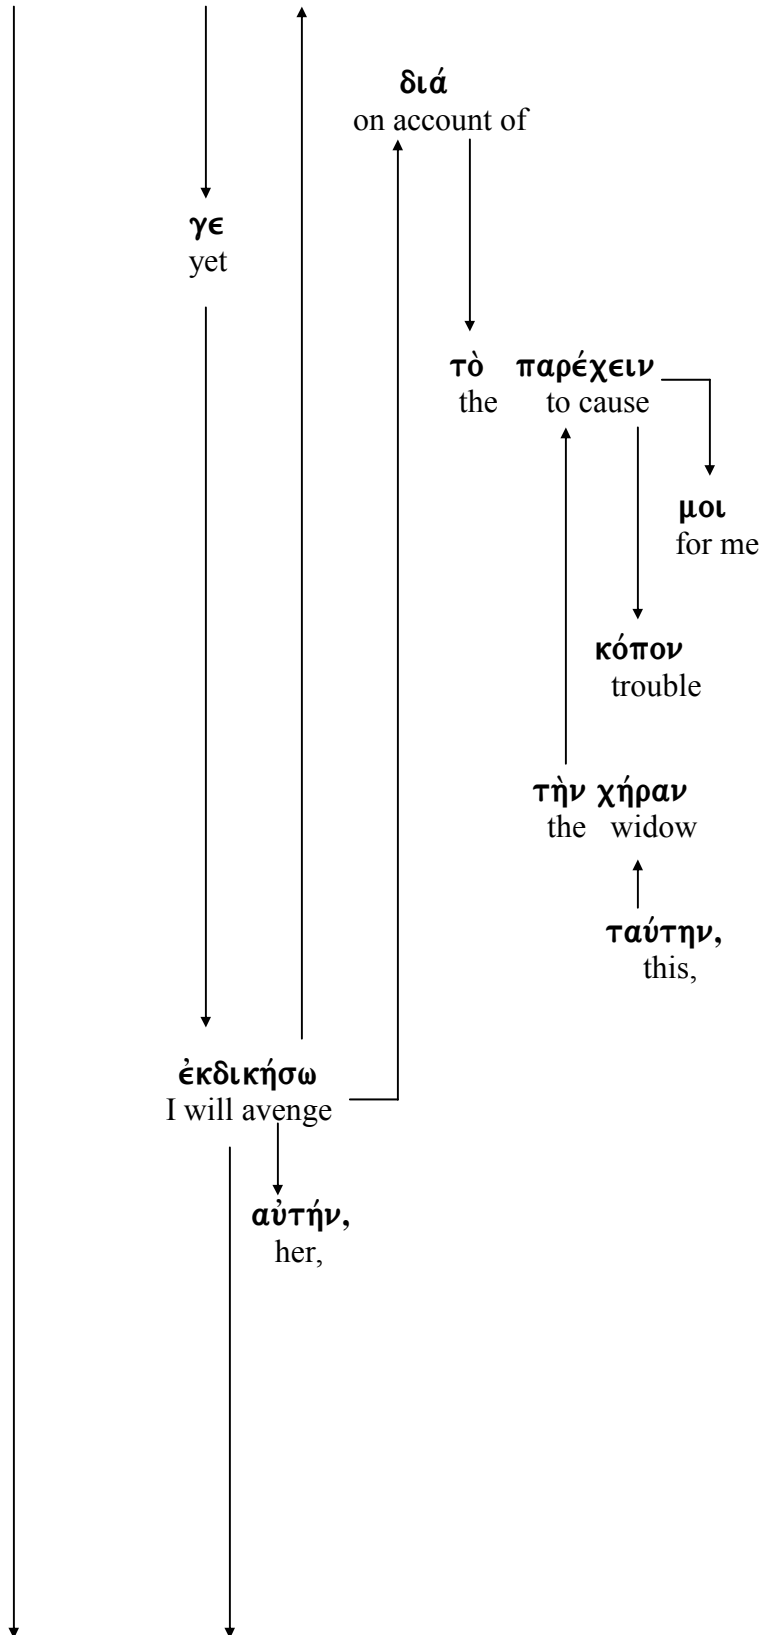 διά
on account of
γε
yet
τὸ παρέχειν
the to cause
μοι
for me
κόπον
trouble
τὴν χήραν
the widow
ταύτην,
this,
ἐκδικήσω
I will avenge
αὐτήν,
her,